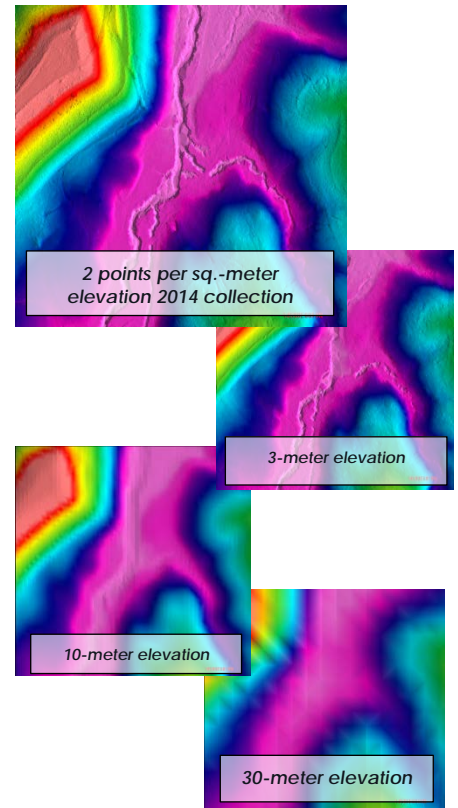 2 points per sq.-meter
elevation 2014 collection
3-meter elevation
10-meter elevation
30-meter elevation